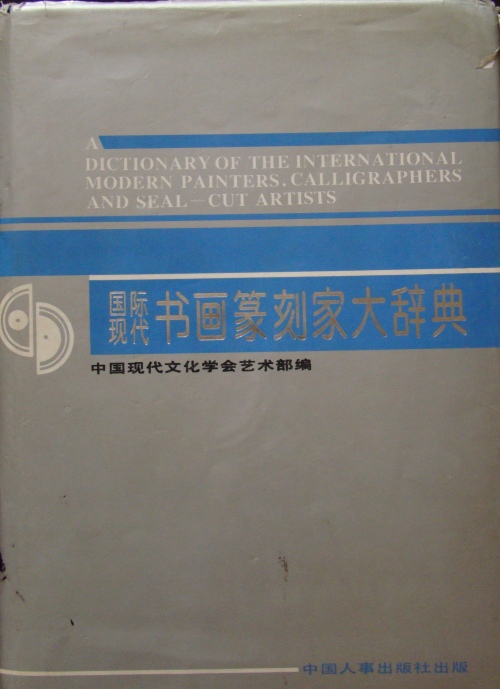 A
DICTIONARY OF THE INTERNATIONAL
MODERN PAINTERS, CALLIGRAPHERS
AND SEAL—CUT ARTISTS
国际现代书画篆刻家大辞典
中国现代文化学会艺术部编
中国人事出版社出版